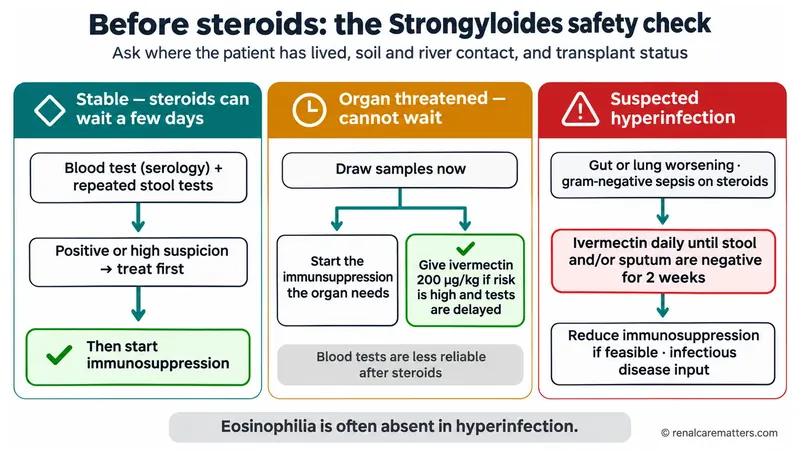 Before steroids: the Strongyloides safety check
Ask where the patient has lived, soil and river contact, and transplant status
Stable — steroids can
wait a few days
Blood test (serology) +
repeated stool tests
Positive or high suspicion
→ treat first
Then start
immunosuppression
Organ threatened —
cannot wait
Draw samples now
Start the
immunsuppression
the organ needs
Give ivermectin
200 µg/kg if risk
is high and tests
are delayed
Blood tests are less reliable
after steroids
Suspected
hyperinfection
Gut or lung worsening ·
gram-negative sepsis on steroids
Ivermectin daily until stool
and/or sputum are negative
for 2 weeks
Reduce immunosuppression
if feasible · infectious
disease input
Eosinophilia is often absent in hyperinfection.
© renalcarematters.com